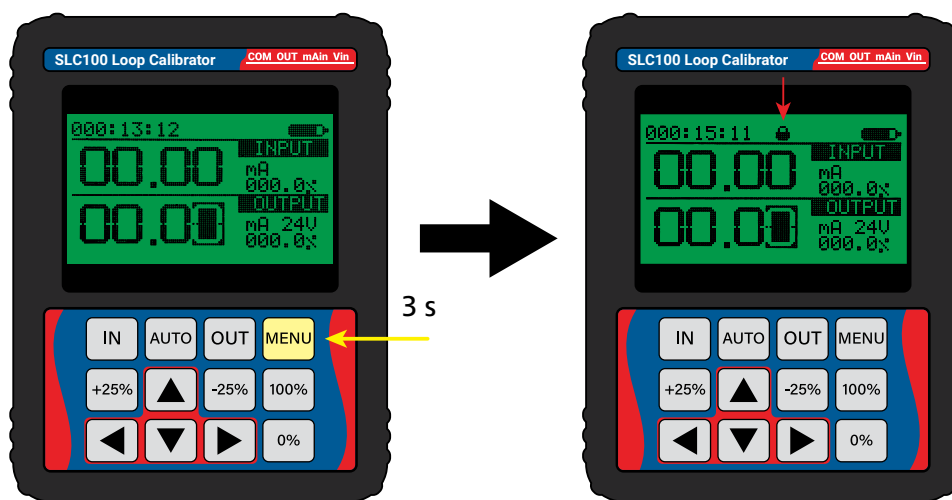 SLC100 Loop Calibrator COM OUT mAin Vin
000:13:12
INPUT
00.00
mA
000.0%
OUTPUT
00.00
mA 24V
000.0%
IN AUTO OUT MENU
+25% -25% 100%
0%
3 s
SLC100 Loop Calibrator COM OUT mAin Vin
000:15:11
INPUT
00.00
mA
000.0%
OUTPUT
00.00
mA 24V
000.0%
IN AUTO OUT MENU
+25% -25% 100%
0%